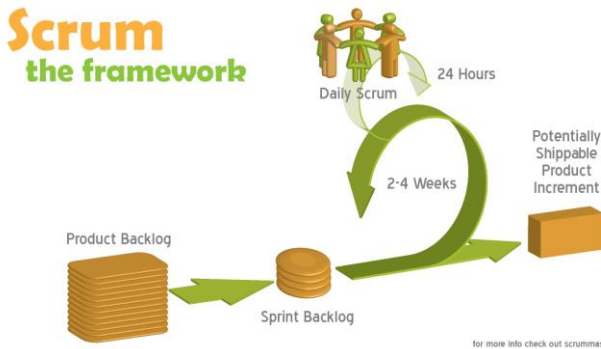 Scrum
the framework
24 Hours
Daily Scrum
Potentially
Shippable
Product
Increment
2-4 Weeks
Product Backlog
Sprint Backlog
for more info check out